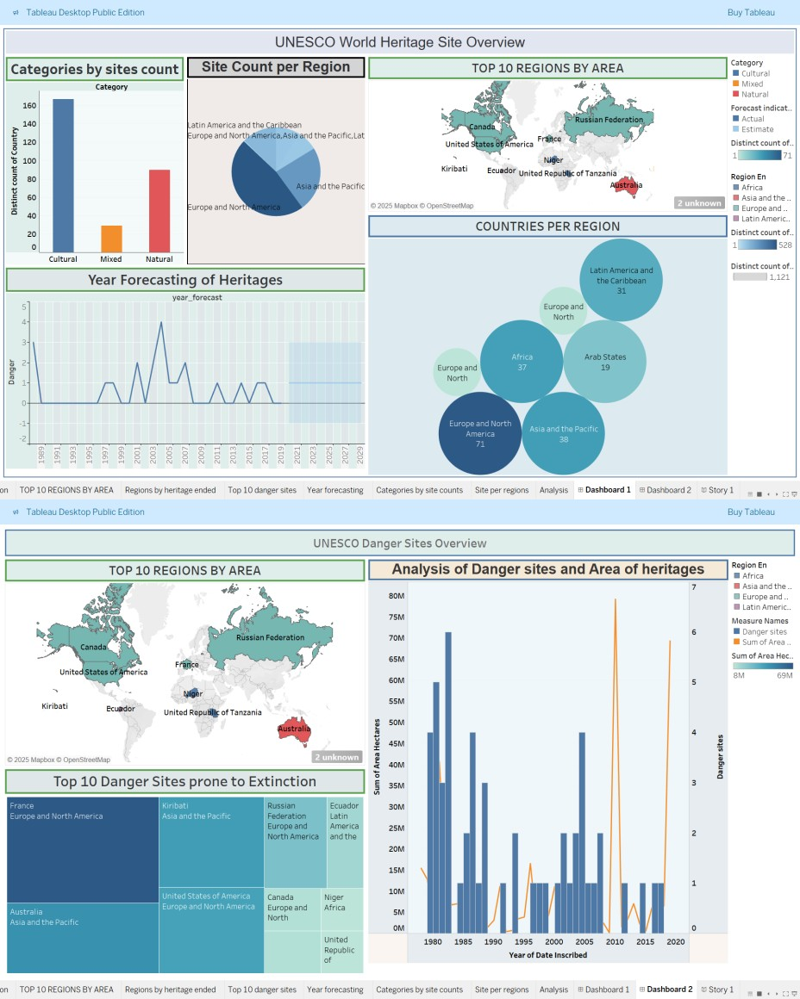 Tableau Desktop Public Edition
Buy Tableau
UNESCO World Heritage Site Overview
Categories by sites count
Category
Distinct count of Country
160
140
120
100
80
60
40
20
0
Cultural
Mixed
Natural
Site Count per Region
Latin America and the Caribbean
Europe and North America,Asia and the Pacific,Lat
Asia and the Pacific
Europe and North America
TOP 10 REGIONS BY AREA
Canada
Russian Federation
United States of America
France
Kiribati
Ecuador
Niger
United Republic of Tanzania
Australia
© 2025 Mapbox © OpenStreetMap
2 unknown
Category
Cultural
Mixed
Natural
Forecast indicat..
Actual
Estimate
Distinct count of..
1
71
Region En
Africa
Asia and the ..
Europe and ..
Latin Americ..
Distinct count of..
1
528
Distinct count of..
1,121
Year Forecasting of Heritages
year_forecast
Danger
5
4
3
2
1
0
-1
-2
1989
1991
1993
1995
1997
1999
2001
2003
2005
2007
2009
2011
2013
2015
2017
2019
2021
2023
2025
2027
2029
COUNTRIES PER REGION
Latin America and
the Caribbean
31
Europe and
North
Africa
37
Arab States
19
Europe and
North
Europe and North
America
71
Asia and the Pacific
38
on
TOP 10 REGIONS BY AREA
Regions by heritage ended
Top 10 danger sites
Year forecasting
Categories by site counts
Site per regions
Analysis
Dashboard 1
Dashboard 2
Story 1
Tableau Desktop Public Edition
Buy Tableau
UNESCO Danger Sites Overview
TOP 10 REGIONS BY AREA
Canada
Russian Federation
United States of America
France
Kiribati
Ecuador
Niger
United Republic of Tanzania
Australia
© 2025 Mapbox © OpenStreetMap
2 unknown
Top 10 Danger Sites prone to Extinction
France
Europe and North America
Australia
Asia and the Pacific
Kiribati
Asia and the Pacific
United States of America
Europe and North America
Russian
Federation
Europe and
North America
Ecuador
Latin
America
and the
Canada
Europe and
North
Niger
Africa
United
Republic
of
Analysis of Danger sites and Area of heritages
Sum of Area Hectares
80M
75M
70M
65M
60M
55M
50M
45M
40M
35M
30M
25M
20M
15M
10M
5M
0M
7
6
5
4
3
2
1
0
Danger sites
1980
1985
1990
1995
2000
2005
2010
2015
2020
Year of Date Inscribed
Region En
Africa
Asia and the ..
Europe and ..
Latin Americ..
Measure Names
Danger sites
Sum of Area ..
Sum of Area Hec..
8M
69M
on
TOP 10 REGIONS BY AREA
Regions by heritage ended
Top 10 danger sites
Year forecasting
Categories by site counts
Site per regions
Analysis
Dashboard 1
Dashboard 2
Story 1